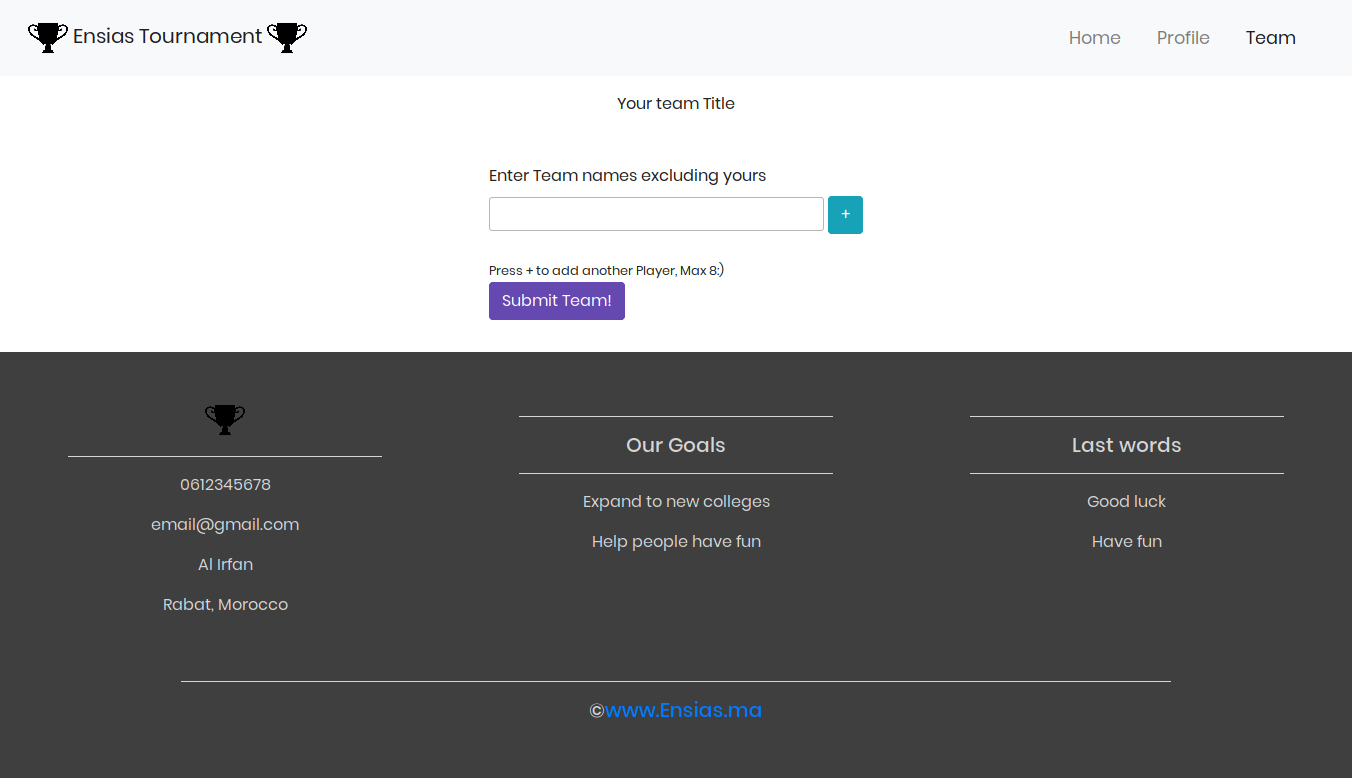 Ensias Tournament
Home Profile Team
Your team Title
Enter Team names excluding yours
+
Press + to add another Player, Max 8:)
Submit Team!
0612345678
email@gmail.com
Al Irfan
Rabat, Morocco
Our Goals
Expand to new colleges
Help people have fun
Last words
Good luck
Have fun
©www.Ensias.ma